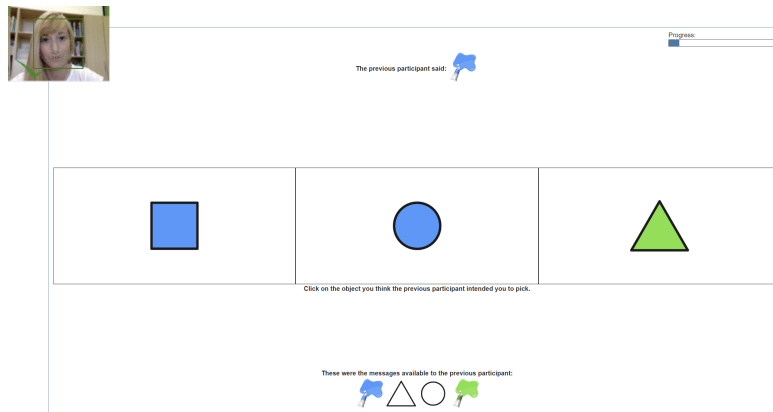 Progress:
The previous participant said:
Click on the object you think the previous participant intended you to pick.
These were the messages available to the previous participant: